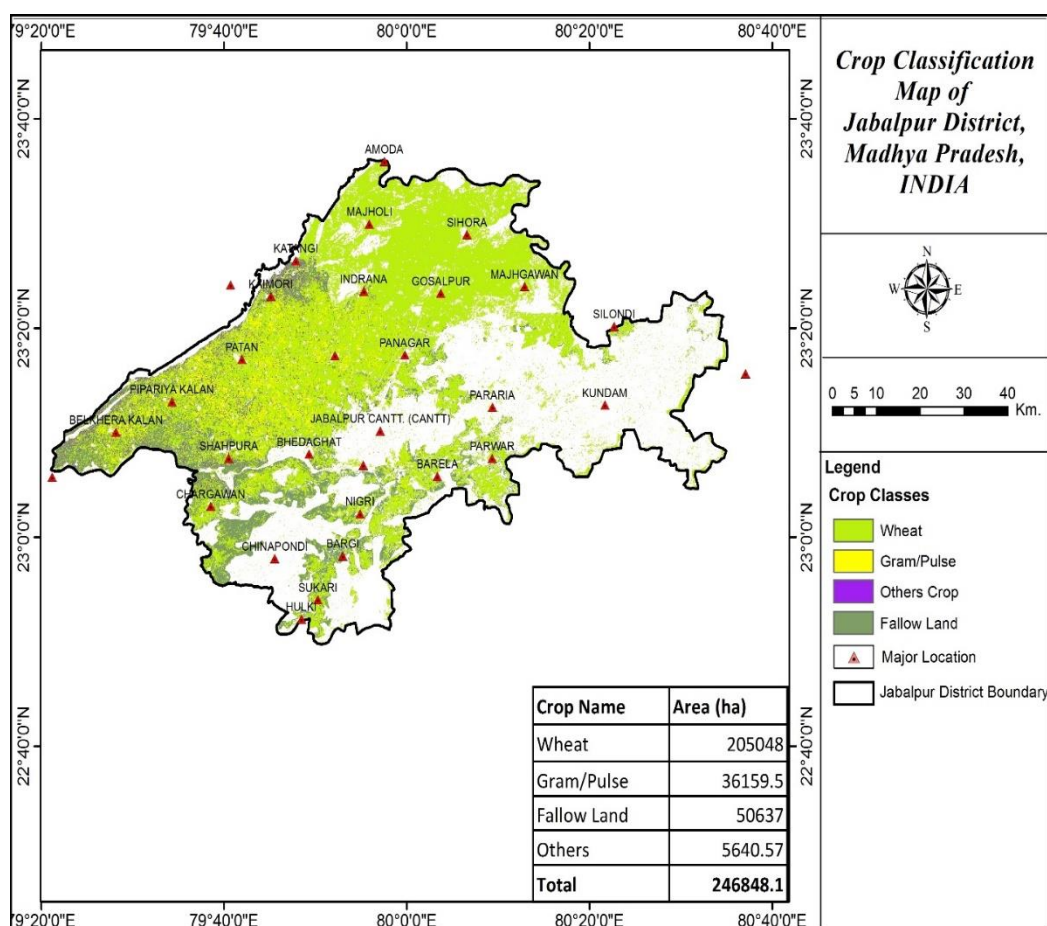 79°20'0"E 79°40'0"E 80°0'0"E 80°20'0"E 80°40'0"E
23°40'0"N
23°20'0"N
23°0'0"N
22°40'0"N
23°40'0"N
23°20'0"N
23°0'0"N
22°40'0"N
AMODA
MAJHOLI
SIHORA
KATANGI
KAIMORI
INDRANA
GOSALPUR
MAJHGAWAN
SILONDI
PATAN
PANAGAR
PIPARIYA KALAN
PARARIA
KUNDAM
BELKHERA KALAN
JABALPUR CANTT. (CANTT)
SHAHPURA
BHEDAGHAT
PARWAR
BARELA
CHARGAWAN
NIGRI
CHINAPONDI
BARGI
SUKARI
HULKI
Crop Name Area (ha)
Wheat 205048
Gram/Pulse 36159.5
Fallow Land 50637
Others 5640.57
Total 246848.1
79°20'0"E 79°40'0"E 80°0'0"E 80°20'0"E 80°40'0"E
Crop Classification
Map of
Jabalpur District,
Madhya Pradesh,
INDIA
N
W E
S
0 5 10 20 30 40
Km.
Legend
Crop Classes
Wheat
Gram/Pulse
Others Crop
Fallow Land
Major Location
Jabalpur District Boundary